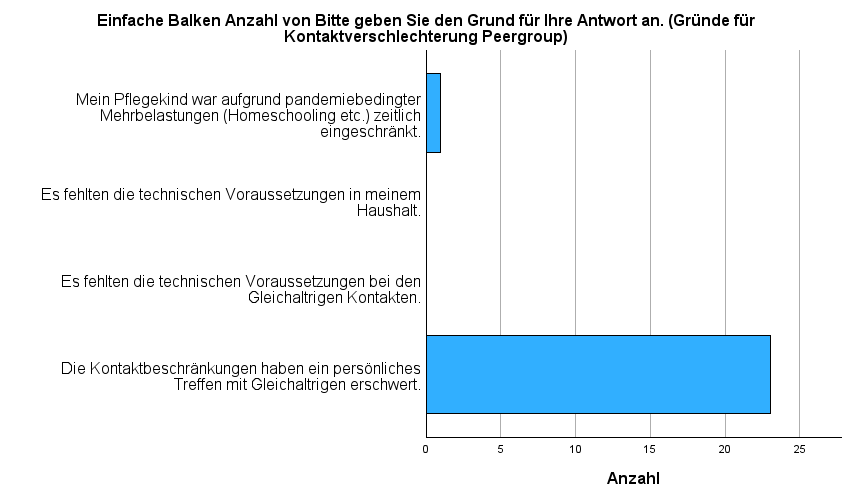 Einfache Balken Anzahl von Bitte geben Sie den Grund für Ihre Antwort an. (Gründe für
Kontaktverschlechterung Peergroup)
Mein Pflegekind war aufgrund pandemiebedingter
Mehrbelastungen (Homeschooling etc.) zeitlich
eingeschränkt.
Es fehlten die technischen Voraussetzungen in meinem
Haushalt.
Es fehlten die technischen Voraussetzungen bei den
Gleichaltrigen Kontakten.
Die Kontaktbeschränkungen haben ein persönliches
Treffen mit Gleichaltrigen erschwert.
0 5 10 15 20 25
Anzahl